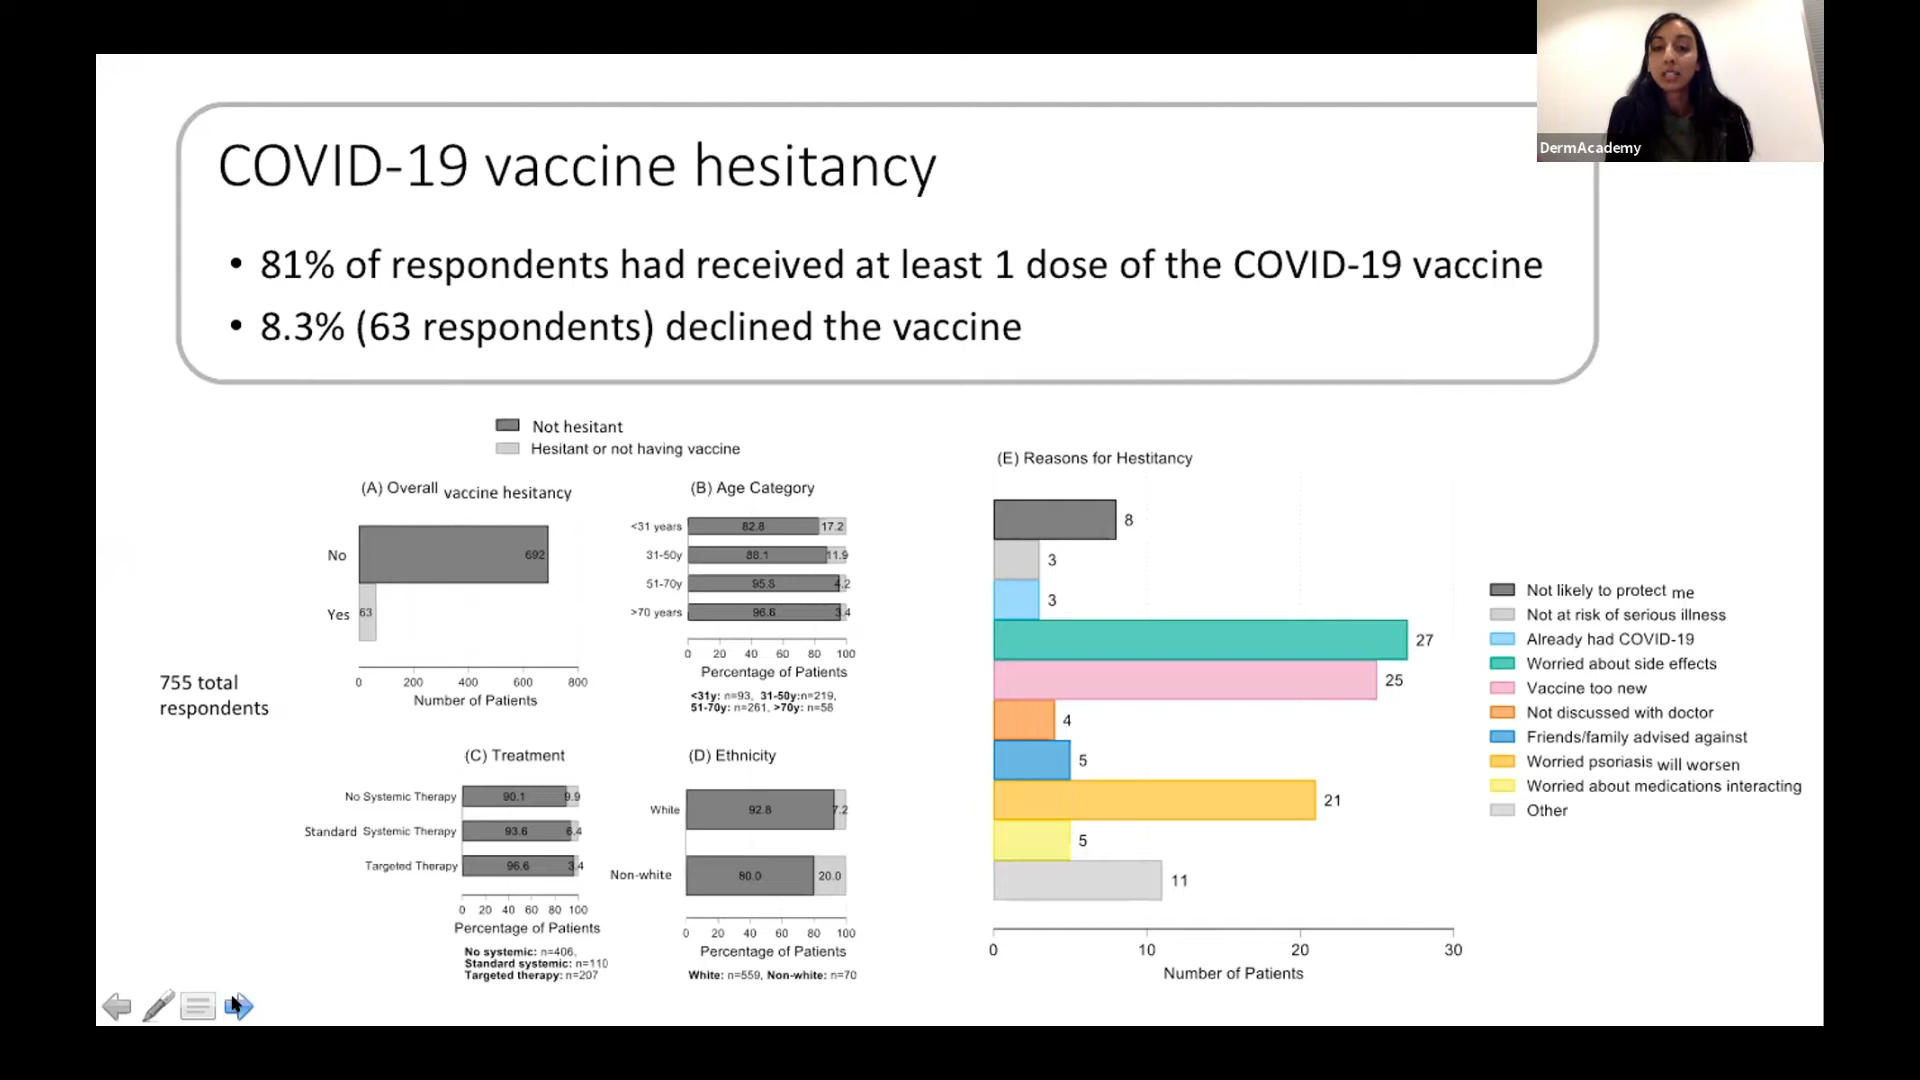 DermAcademy
COVID-19 vaccine hesitancy
• 81% of respondents had received at least 1 dose of the COVID-19 vaccine
• 8.3% (63 respondents) declined the vaccine
Not hesitant
Hesitant or not having vaccine
(A) Overall vaccine hesitancy
No
692
Yes
63
0 200 400 600 800
Number of Patients
755 total
respondents
(B) Age Category
<31 years 82.8 17.2
31-50y 88.1 11.9
51-70y 95.8 4.2
>70 years 96.6 3.4
0 20 40 60 80 100
Percentage of Patients
<31y: n=93, 31-50y:n=219,
51-70y: n=261, >70y: n=58
(C) Treatment
No Systemic Therapy 90.1 9.9
Standard Systemic Therapy 93.6 6.4
Targeted Therapy 96.6 3.4
0 20 40 60 80 100
Percentage of Patients
No systemic: n=406,
Standard systemic: n=110
Targeted therapy: n=207
(D) Ethnicity
White 92.8 7.2
Non-white 80.0 20.0
0 20 40 60 80 100
Percentage of Patients
White: n=559, Non-white: n=70
(E) Reasons for Hestitancy
8
3
3
27
25
4
5
21
5
11
0 10 20 30
Number of Patients
Not likely to protect me
Not at risk of serious illness
Already had COVID-19
Worried about side effects
Vaccine too new
Not discussed with doctor
Friends/family advised against
Worried psoriasis will worsen
Worried about medications interacting
Other